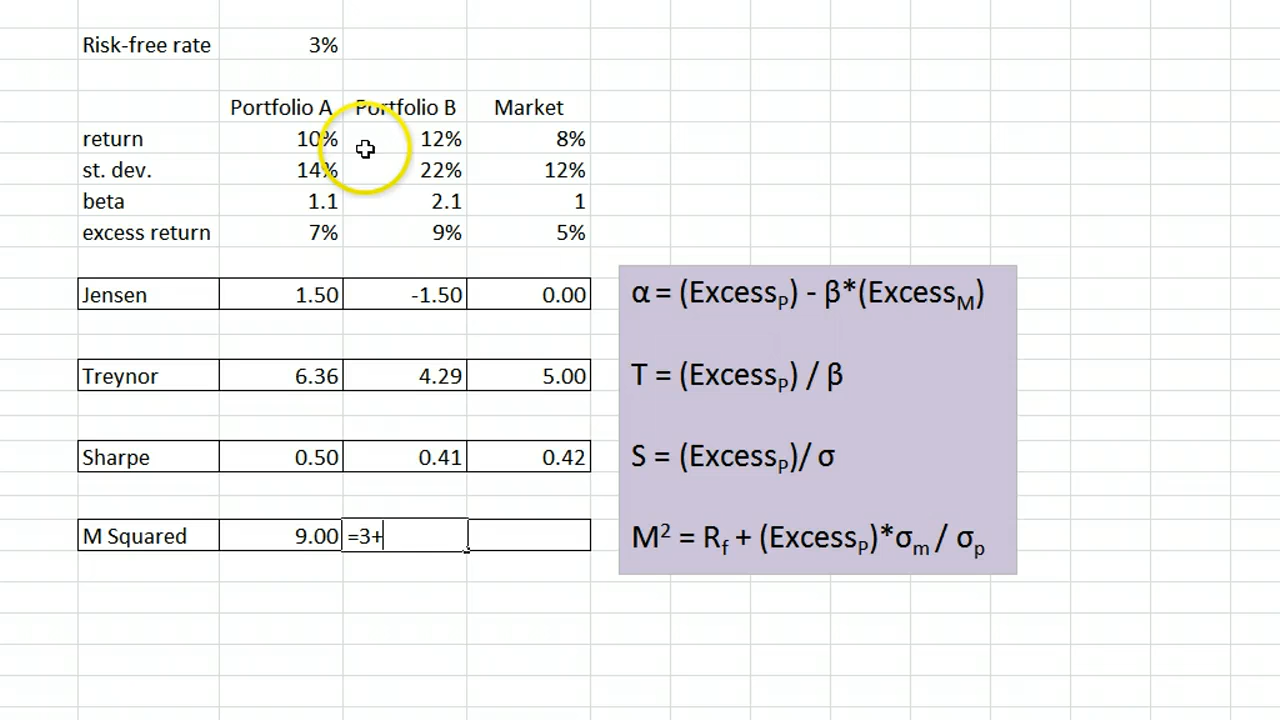 Risk-free rate 3%
Portfolio A Portfolio B Market
return 10% 12% 8%
st. dev. 14% 22% 12%
beta 1.1 2.1 1
excess return 7% 9% 5%
Jensen 1.50 -1.50 0.00
Treynor 6.36 4.29 5.00
Sharpe 0.50 0.41 0.42
M Squared 9.00 =3+
α = (Excessₚ) - β*(Excess_M)
T = (Excessₚ) / β
S = (Excessₚ)/ σ
M² = R_f + (Excessₚ)*σₘ / σₚ